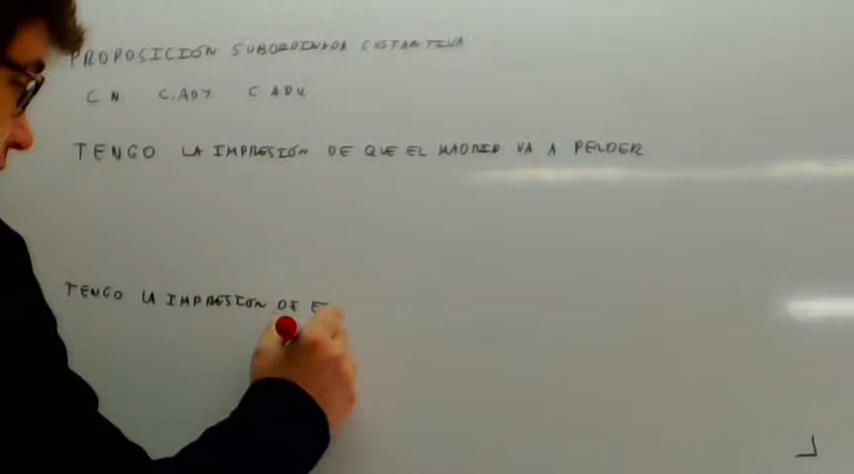 PROPOSICIÓN SUBORDINADA SUSTANTIVA
C N C.ADJ. C ADV.
TENGO LA IMPRESIÓN DE QUE EL MADRID VA A PERDER
TENGO LA IMPRESIÓN DE E